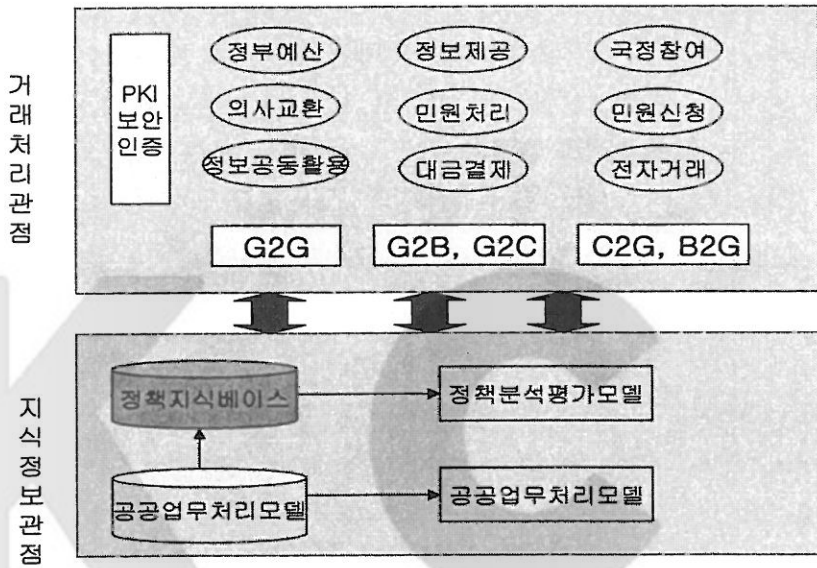 거래처리관점
PKI
보안
인증
정부예산
정보제공
국정참여
의사교환
민원처리
민원신청
정보공동활용
대금결제
전자거래
G2G
G2B, G2C
C2G, B2G
지식정보관점
정책지식베이스
정책분석평가모델
공공업무처리모델
공공업무처리모델